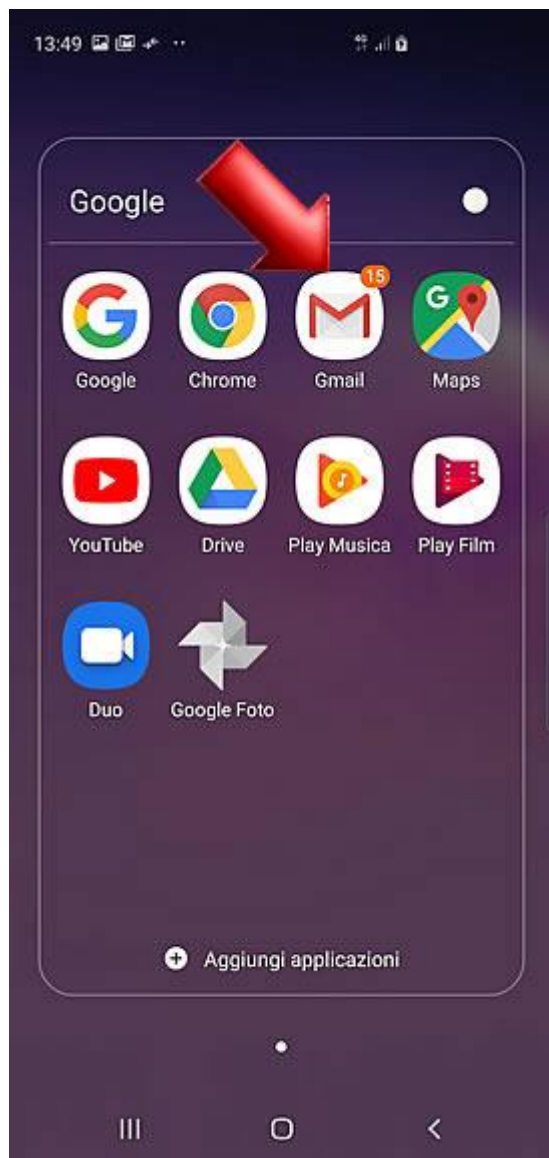 13:49
4G
Google
15
Google Chrome Gmail Maps
YouTube Drive Play Musica Play Film
Duo Google Foto
Aggiungi applicazioni